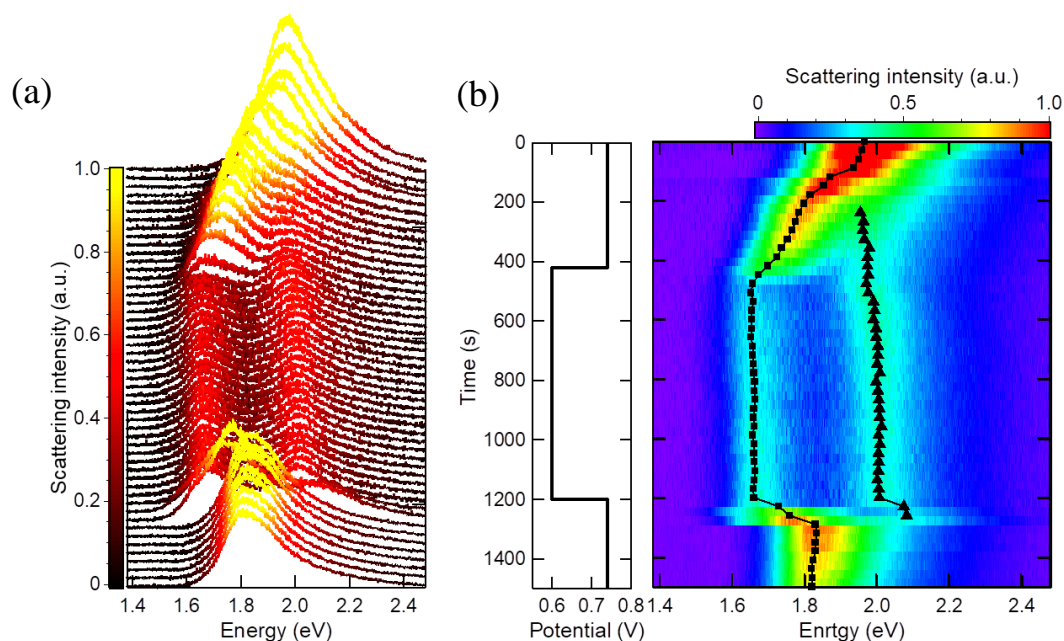 (a)
Scattering intensity (a.u.)
1.0
0.8
0.6
0.4
0.2
0
1.4 1.6 1.8 2.0 2.2 2.4
Energy (eV)
(b)
Scattering intensity (a.u.)
0 0.5 1.0
Time (s)
0
200
400
600
800
1000
1200
1400
0.6 0.7 0.8
Potential (V)
1.4 1.6 1.8 2.0 2.2 2.4
Enrtgy (eV)